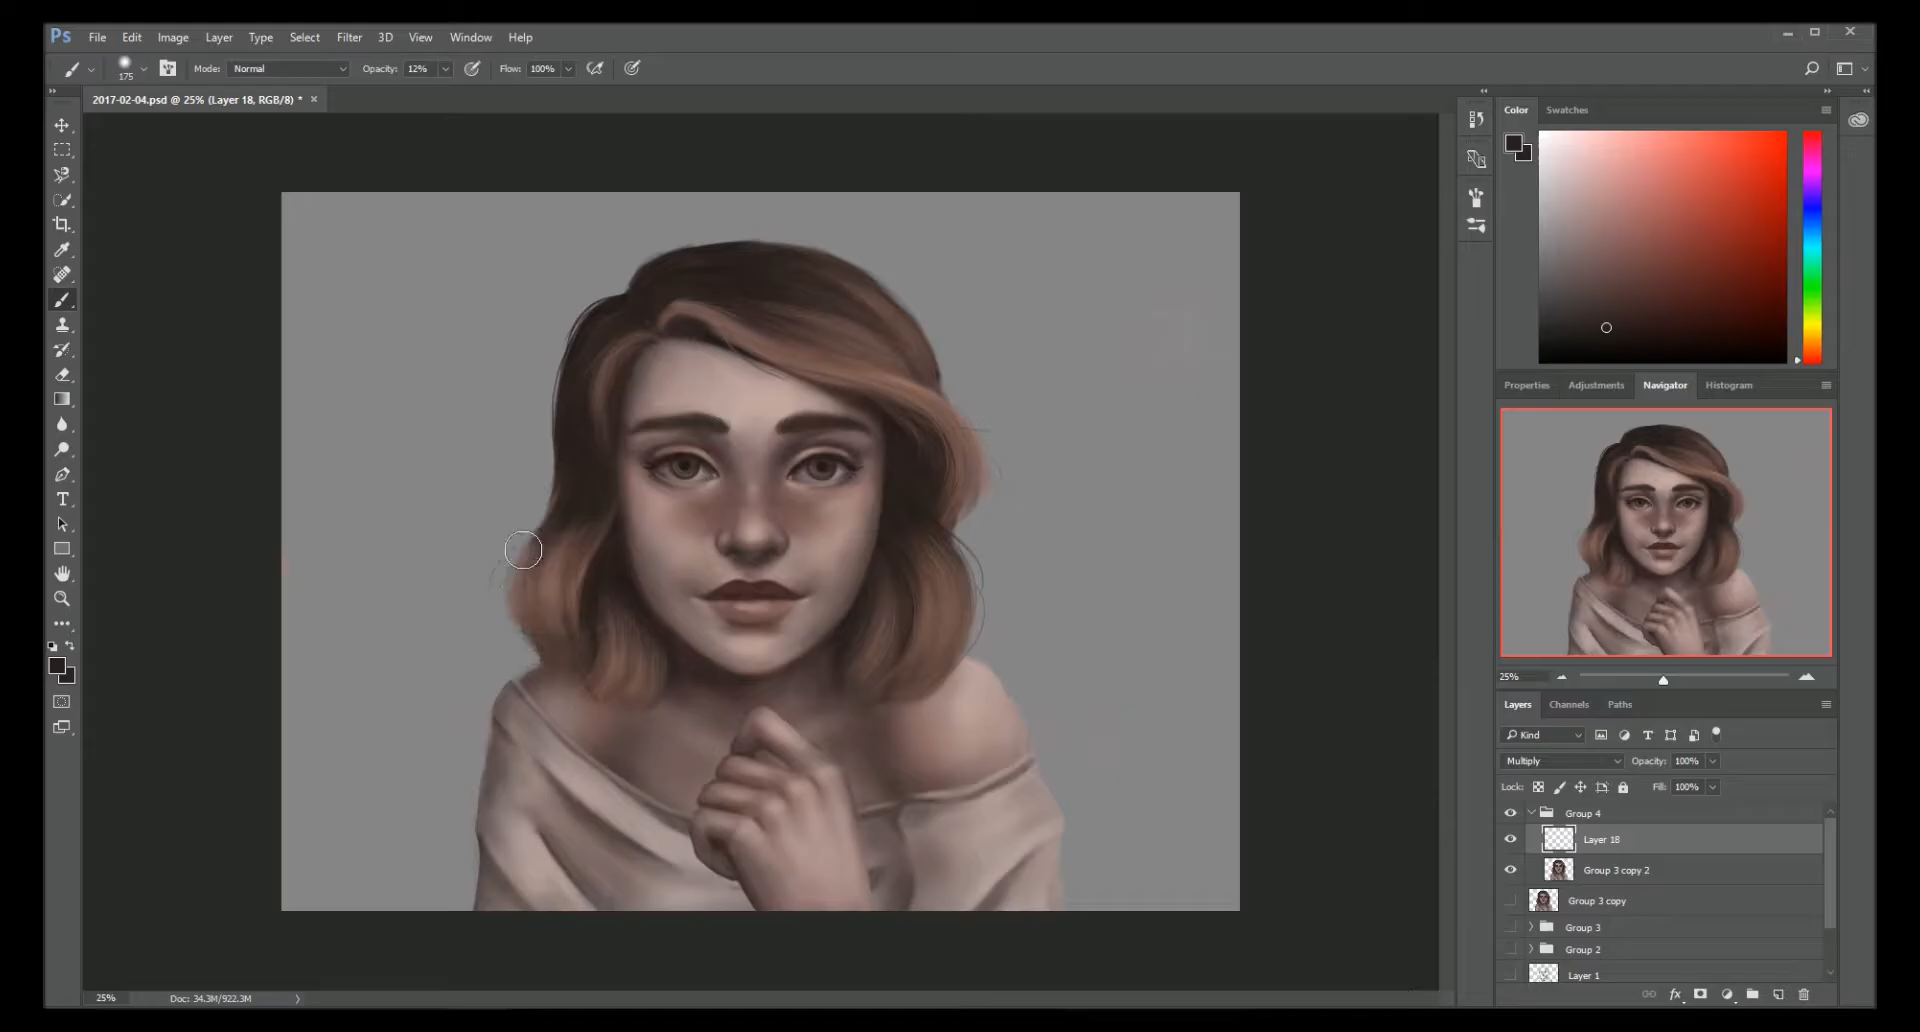 Ps File Edit Image Layer Type Select Filter 3D View Window Help
175 Mode: Normal Opacity: 12% Flow: 100%
2017-02-04.psd @ 25% (Layer 18, RGB/8) * ×
Color Swatches
Properties Adjustments Navigator Histogram
25%
Layers Channels Paths
Kind
Multiply Opacity: 100%
Lock: Fill: 100%
Group 4
Layer 18
Group 3 copy 2
Group 3 copy
Group 3
Group 2
Layer 1
fx
25% Doc: 34.3M/922.3M